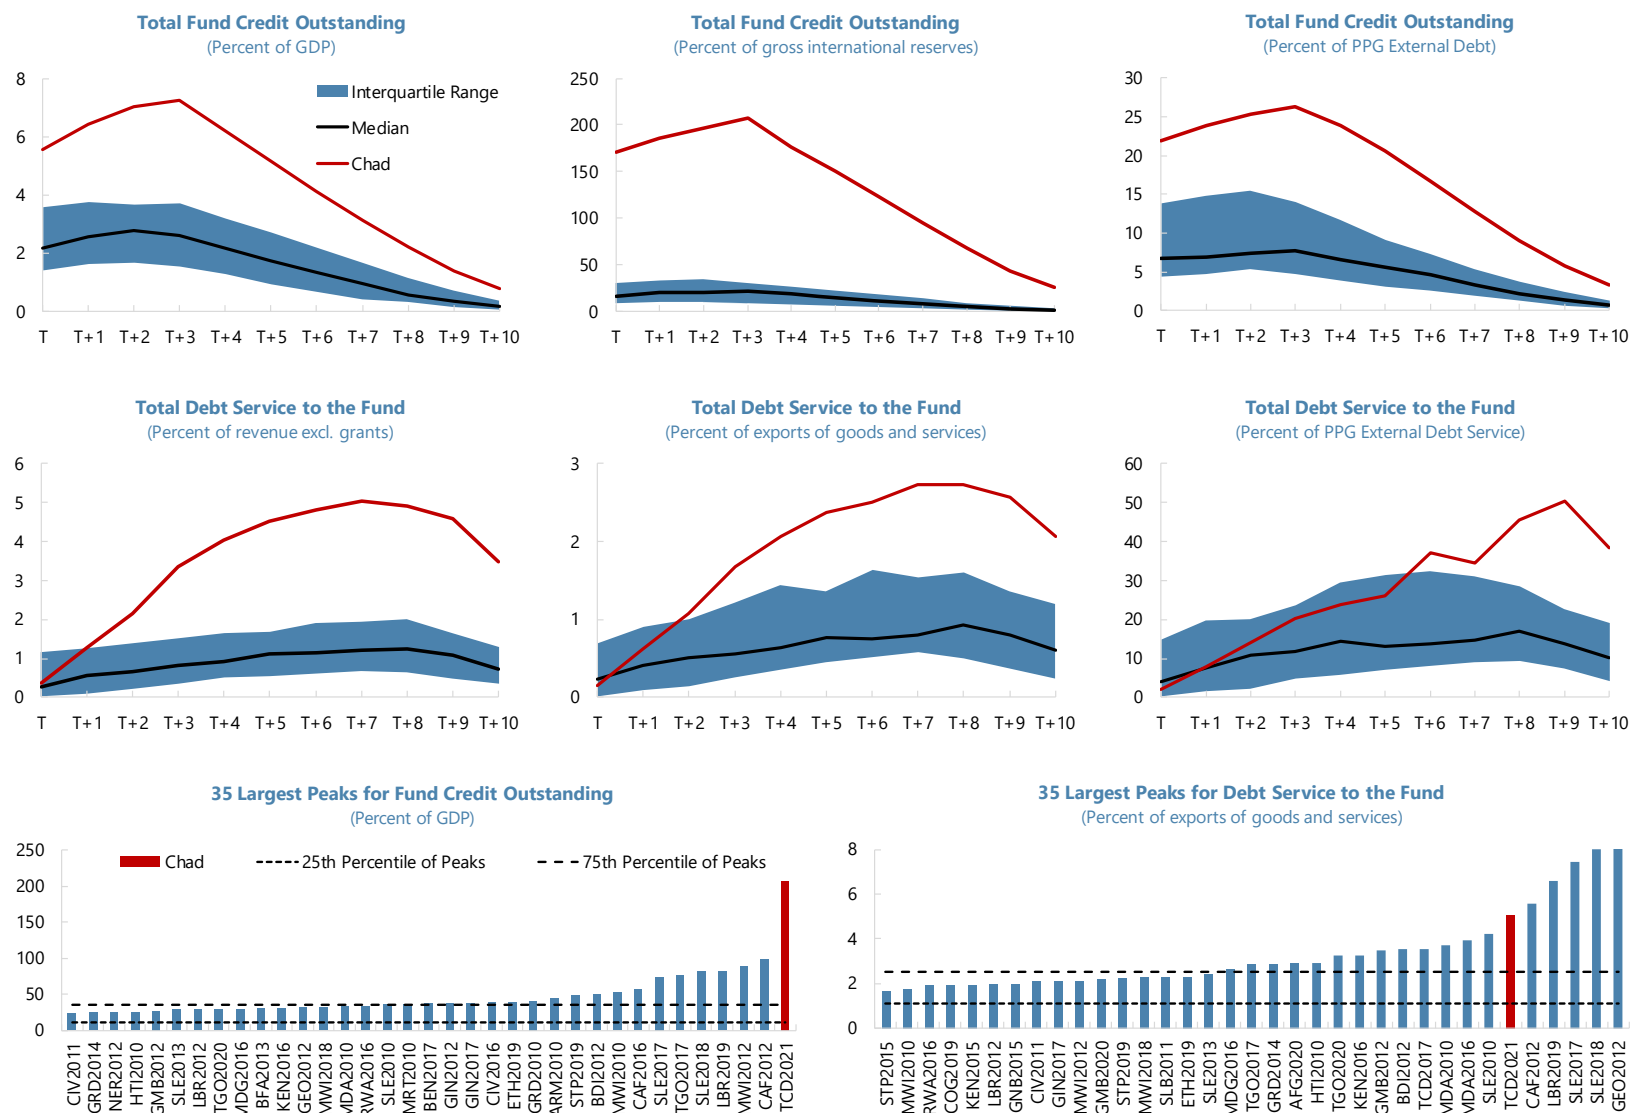 Total Fund Credit Outstanding
(Percent of GDP)
8
6
4
2
0
Interquartile Range
Median
Chad
T T+1 T+2 T+3 T+4 T+5 T+6 T+7 T+8 T+9 T+10
Total Fund Credit Outstanding
(Percent of gross international reserves)
250
200
150
100
50
0
T T+1 T+2 T+3 T+4 T+5 T+6 T+7 T+8 T+9 T+10
Total Fund Credit Outstanding
(Percent of PPG External Debt)
30
25
20
15
10
5
0
T T+1 T+2 T+3 T+4 T+5 T+6 T+7 T+8 T+9 T+10
Total Debt Service to the Fund
(Percent of revenue excl. grants)
6
5
4
3
2
1
0
T T+1 T+2 T+3 T+4 T+5 T+6 T+7 T+8 T+9 T+10
Total Debt Service to the Fund
(Percent of exports of goods and services)
3
2
1
0
T T+1 T+2 T+3 T+4 T+5 T+6 T+7 T+8 T+9 T+10
Total Debt Service to the Fund
(Percent of PPG External Debt Service)
60
50
40
30
20
10
0
T T+1 T+2 T+3 T+4 T+5 T+6 T+7 T+8 T+9 T+10
35 Largest Peaks for Fund Credit Outstanding
(Percent of GDP)
250
200
150
100
50
0
Chad
25th Percentile of Peaks
75th Percentile of Peaks
CIV2011
GRD2014
NER2012
HTI2010
GMB2012
SLE2013
LBR2012
TGO2020
MDG2016
BFA2013
KEN2016
GEO2012
MWI2018
MDA2010
RWA2016
SLE2010
MRT2010
BEN2017
GIN2012
GIN2017
CIV2016
ETH2019
GRD2010
ARM2010
STP2019
BDI2012
MWI2010
CAF2016
SLE2017
TGO2017
SLE2018
LBR2019
MWI2012
CAF2012
TCD2021
35 Largest Peaks for Debt Service to the Fund
(Percent of exports of goods and services)
8
6
4
2
0
STP2015
MWI2010
RWA2016
COG2019
KEN2015
LBR2012
GNB2015
CIV2011
GIN2017
MWI2012
GMB2020
STP2019
MWI2018
SLB2011
ETH2019
SLE2013
MDG2016
TGO2017
GRD2014
AFG2020
HTI2010
TGO2020
KEN2016
GMB2012
BDI2012
TCD2017
MDA2010
MDA2016
SLE2010
TCD2021
CAF2012
LBR2019
SLE2017
SLE2018
GEO2012